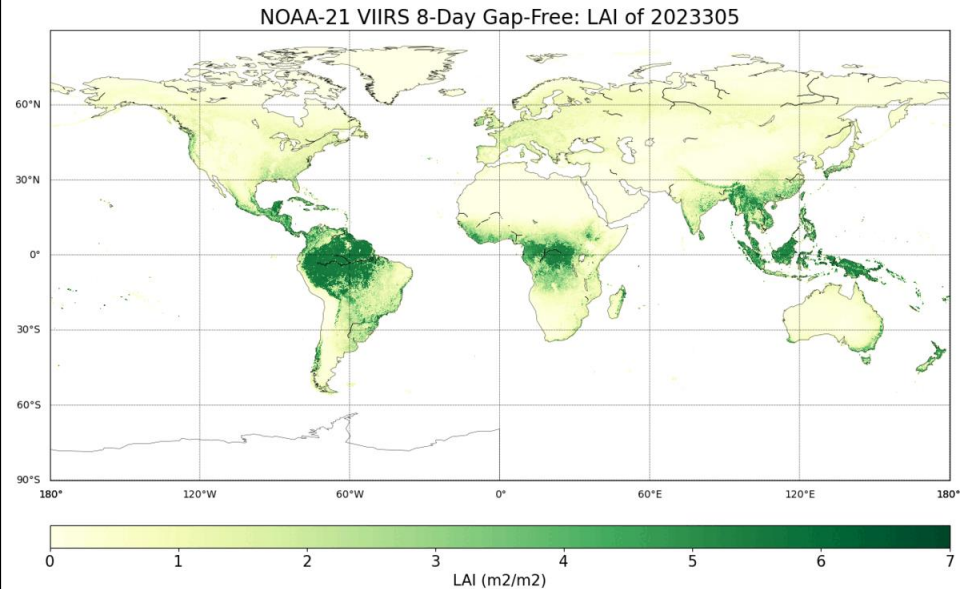 NOAA-21 VIIRS 8-Day Gap-Free: LAI of 2023305
60°N
30°N
0°
30°S
60°S
90°S
180° 120°W 60°W 0° 60°E 120°E 180°
0 1 2 3 4 5 6 7
LAI (m2/m2)